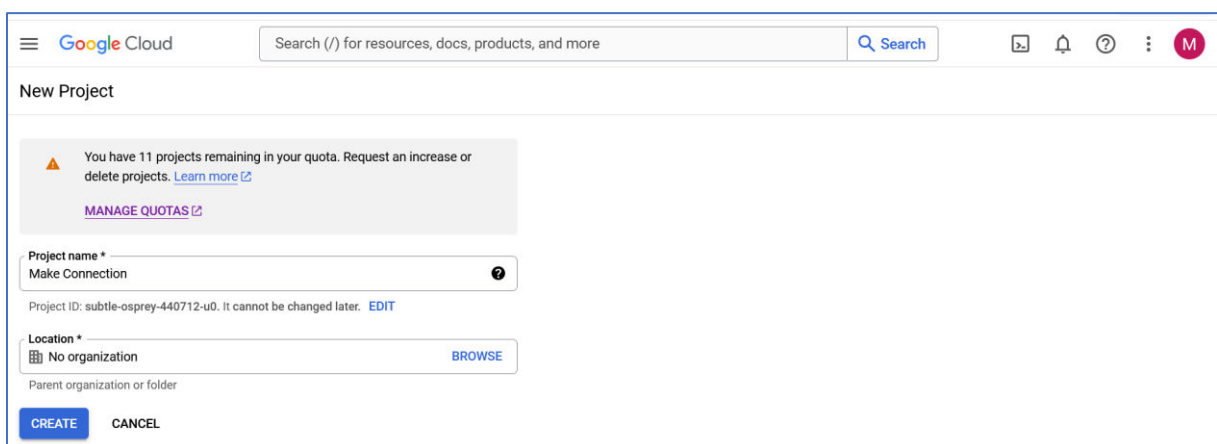 Google Cloud
Search (/) for resources, docs, products, and more
Search
M
New Project
You have 11 projects remaining in your quota. Request an increase or
delete projects. Learn more
MANAGE QUOTAS
Project name *
Make Connection
Project ID: subtle-osprey-440712-u0. It cannot be changed later. EDIT
Location *
No organization
BROWSE
Parent organization or folder
CREATE CANCEL